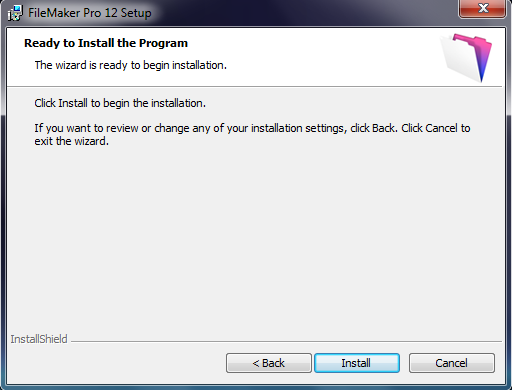 FileMaker Pro 12 Setup
Ready to Install the Program
The wizard is ready to begin installation.
Click Install to begin the installation.
If you want to review or change any of your installation settings, click Back. Click Cancel to
exit the wizard.
InstallShield
< Back
Install
Cancel